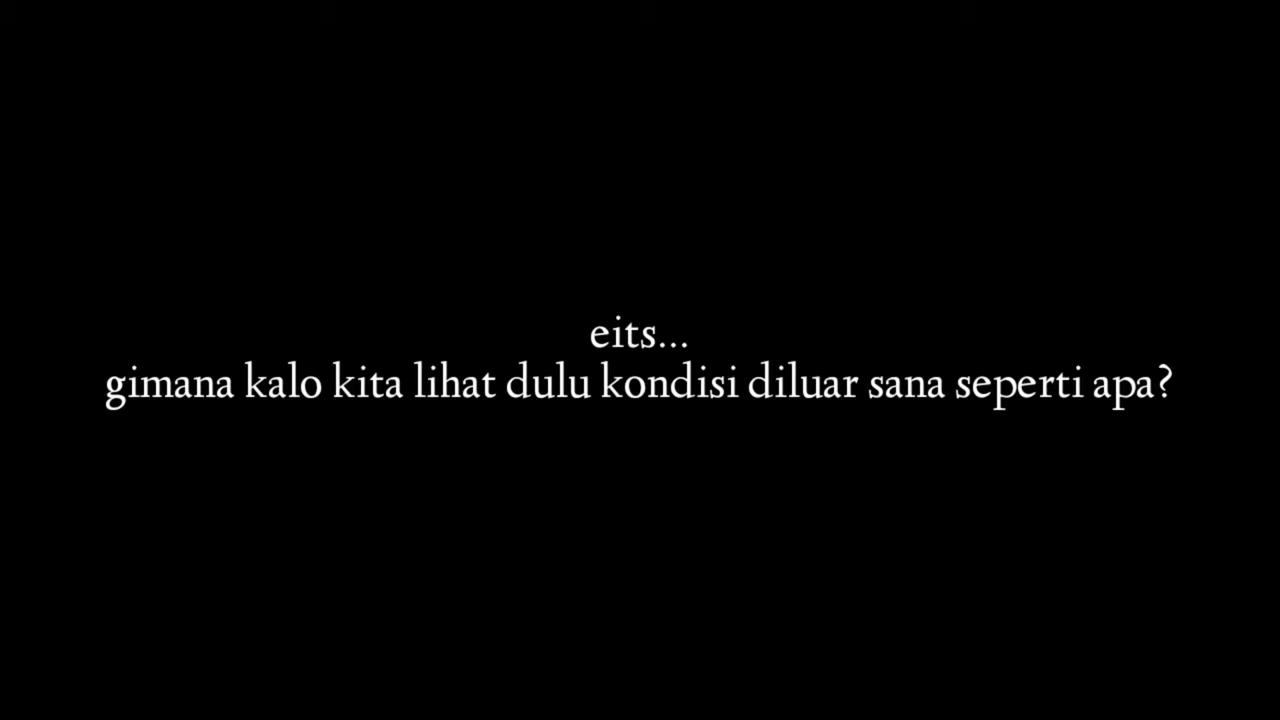 eits...
gimana kalo kita lihat dulu kondisi diluar sana seperti apa?